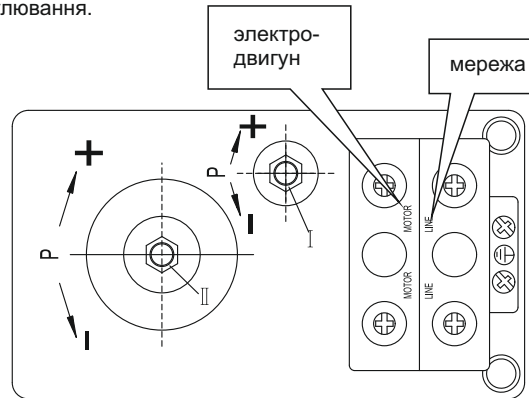 лювання.
электро-
двигун
мережа
+
P
-
+
P
-
I
II
MOTOR
LINE
MOTOR
LINE